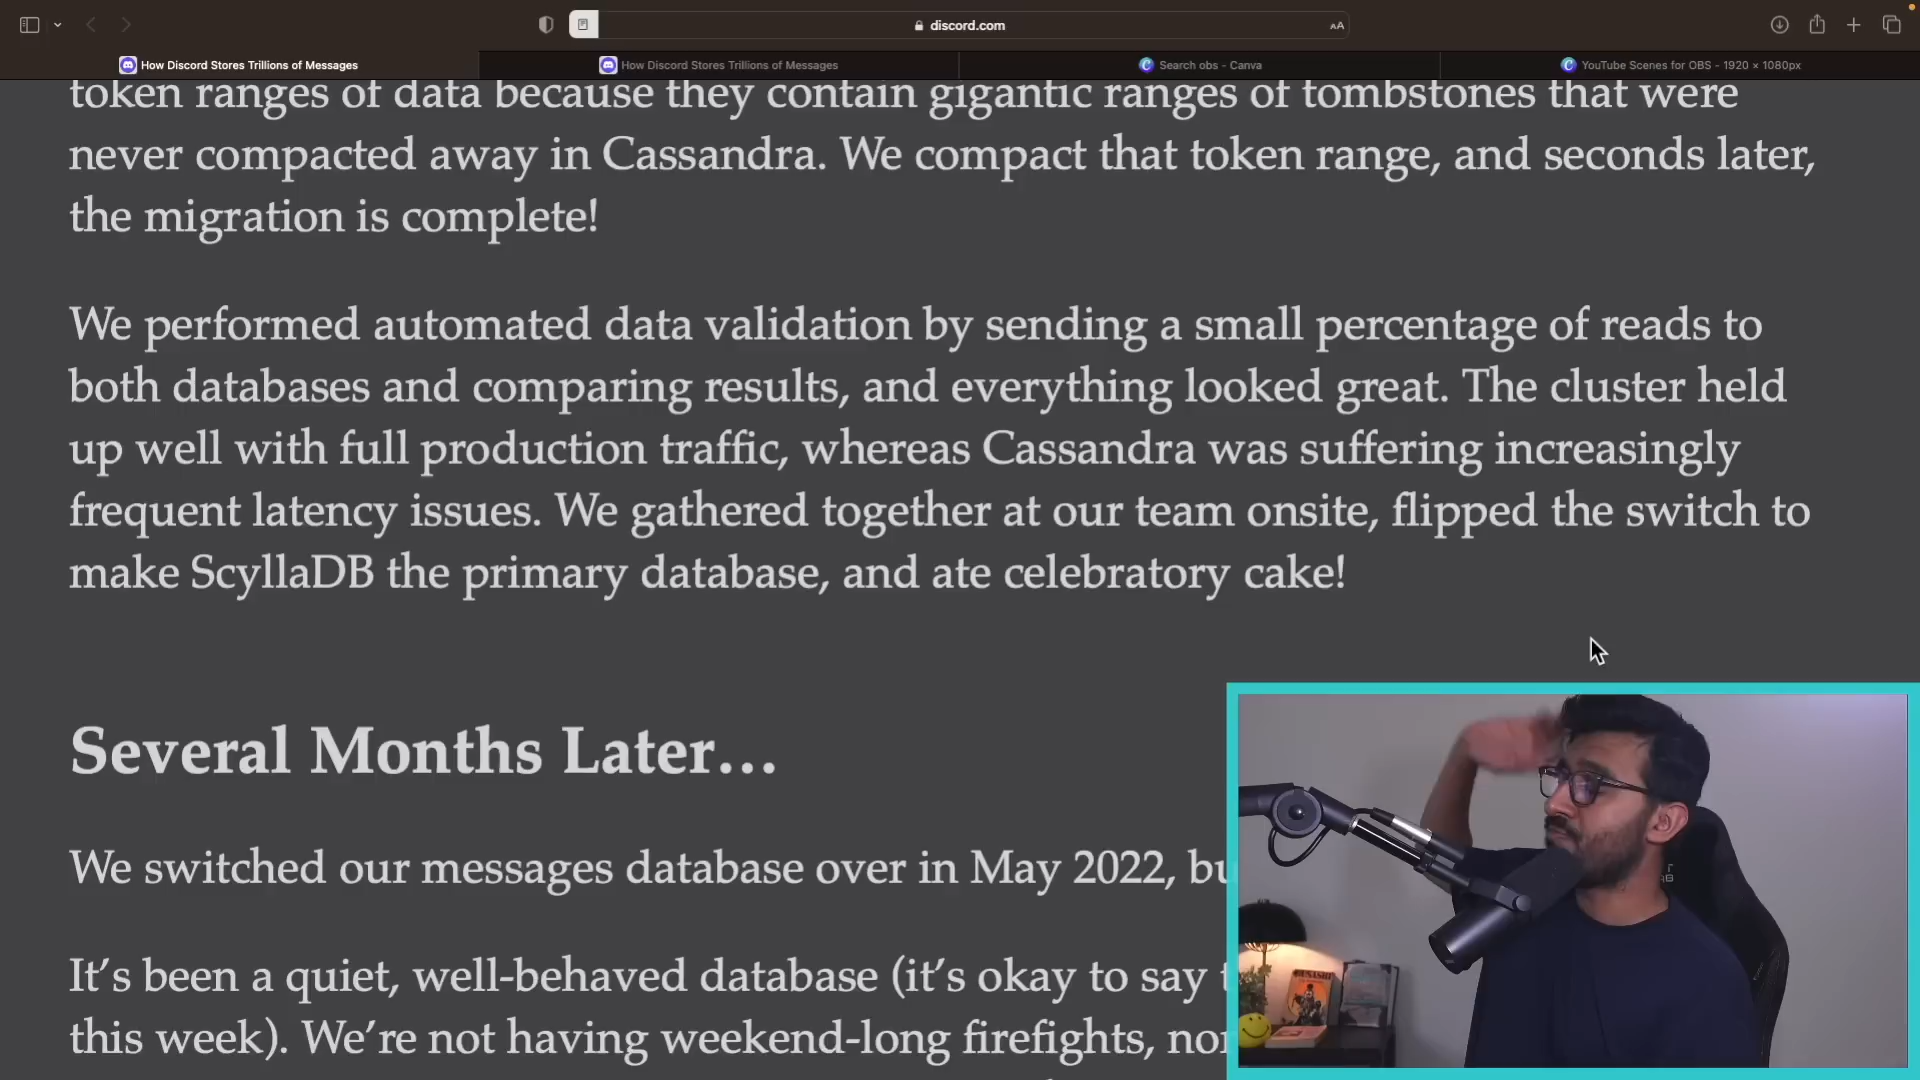 discord.com
AA
How Discord Stores Trillions of Messages
How Discord Stores Trillions of Messages
Search obs - Canva
YouTube Scenes for OBS - 1920 × 1080px
token ranges of data because they contain gigantic ranges of tombstones that were
never compacted away in Cassandra. We compact that token range, and seconds later,
the migration is complete!
We performed automated data validation by sending a small percentage of reads to
both databases and comparing results, and everything looked great. The cluster held
up well with full production traffic, whereas Cassandra was suffering increasingly
frequent latency issues. We gathered together at our team onsite, flipped the switch to
make ScyllaDB the primary database, and ate celebratory cake!
Several Months Later…
We switched our messages database over in May 2022,
It’s been a quiet, well-behaved database (it’s okay to say
this week). We’re not having weekend-long firefights,